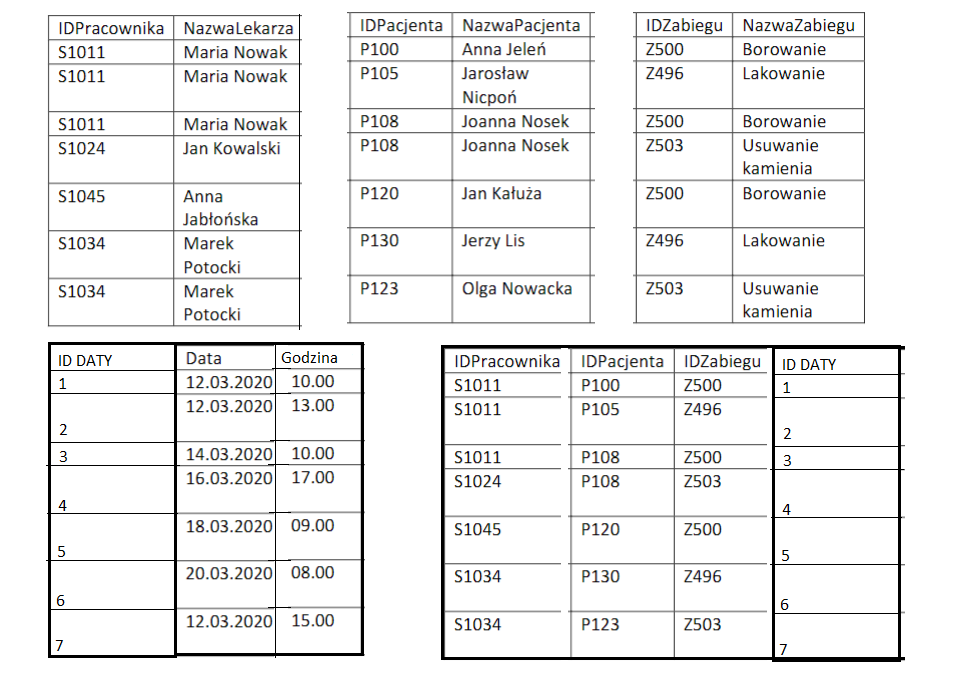 IDPracownika NazwaLekarza
S1011 Maria Nowak
S1011 Maria Nowak
S1011 Maria Nowak
S1024 Jan Kowalski
S1045 Anna
Jabłońska
S1034 Marek
Potocki
S1034 Marek
Potocki
IDPacjenta NazwaPacjenta
P100 Anna Jeleń
P105 Jarosław
Nicpoń
P108 Joanna Nosek
P108 Joanna Nosek
P120 Jan Kałuża
P130 Jerzy Lis
P123 Olga Nowacka
IDZabiegu NazwaZabiegu
Z500 Borowanie
Z496 Lakowanie
Z500 Borowanie
Z503 Usuwanie
kamienia
Z500 Borowanie
Z496 Lakowanie
Z503 Usuwanie
kamienia
ID DATY Data Godzina
1 12.03.2020 10.00
12.03.2020 13.00
2
3 14.03.2020 10.00
16.03.2020 17.00
4
18.03.2020 09.00
5
20.03.2020 08.00
6
12.03.2020 15.00
7
IDPracownika IDPacjenta IDZabiegu ID DATY
S1011 P100 Z500 1
S1011 P105 Z496
2
S1011 P108 Z500 3
S1024 P108 Z503
4
S1045 P120 Z500
5
S1034 P130 Z496
6
S1034 P123 Z503
7